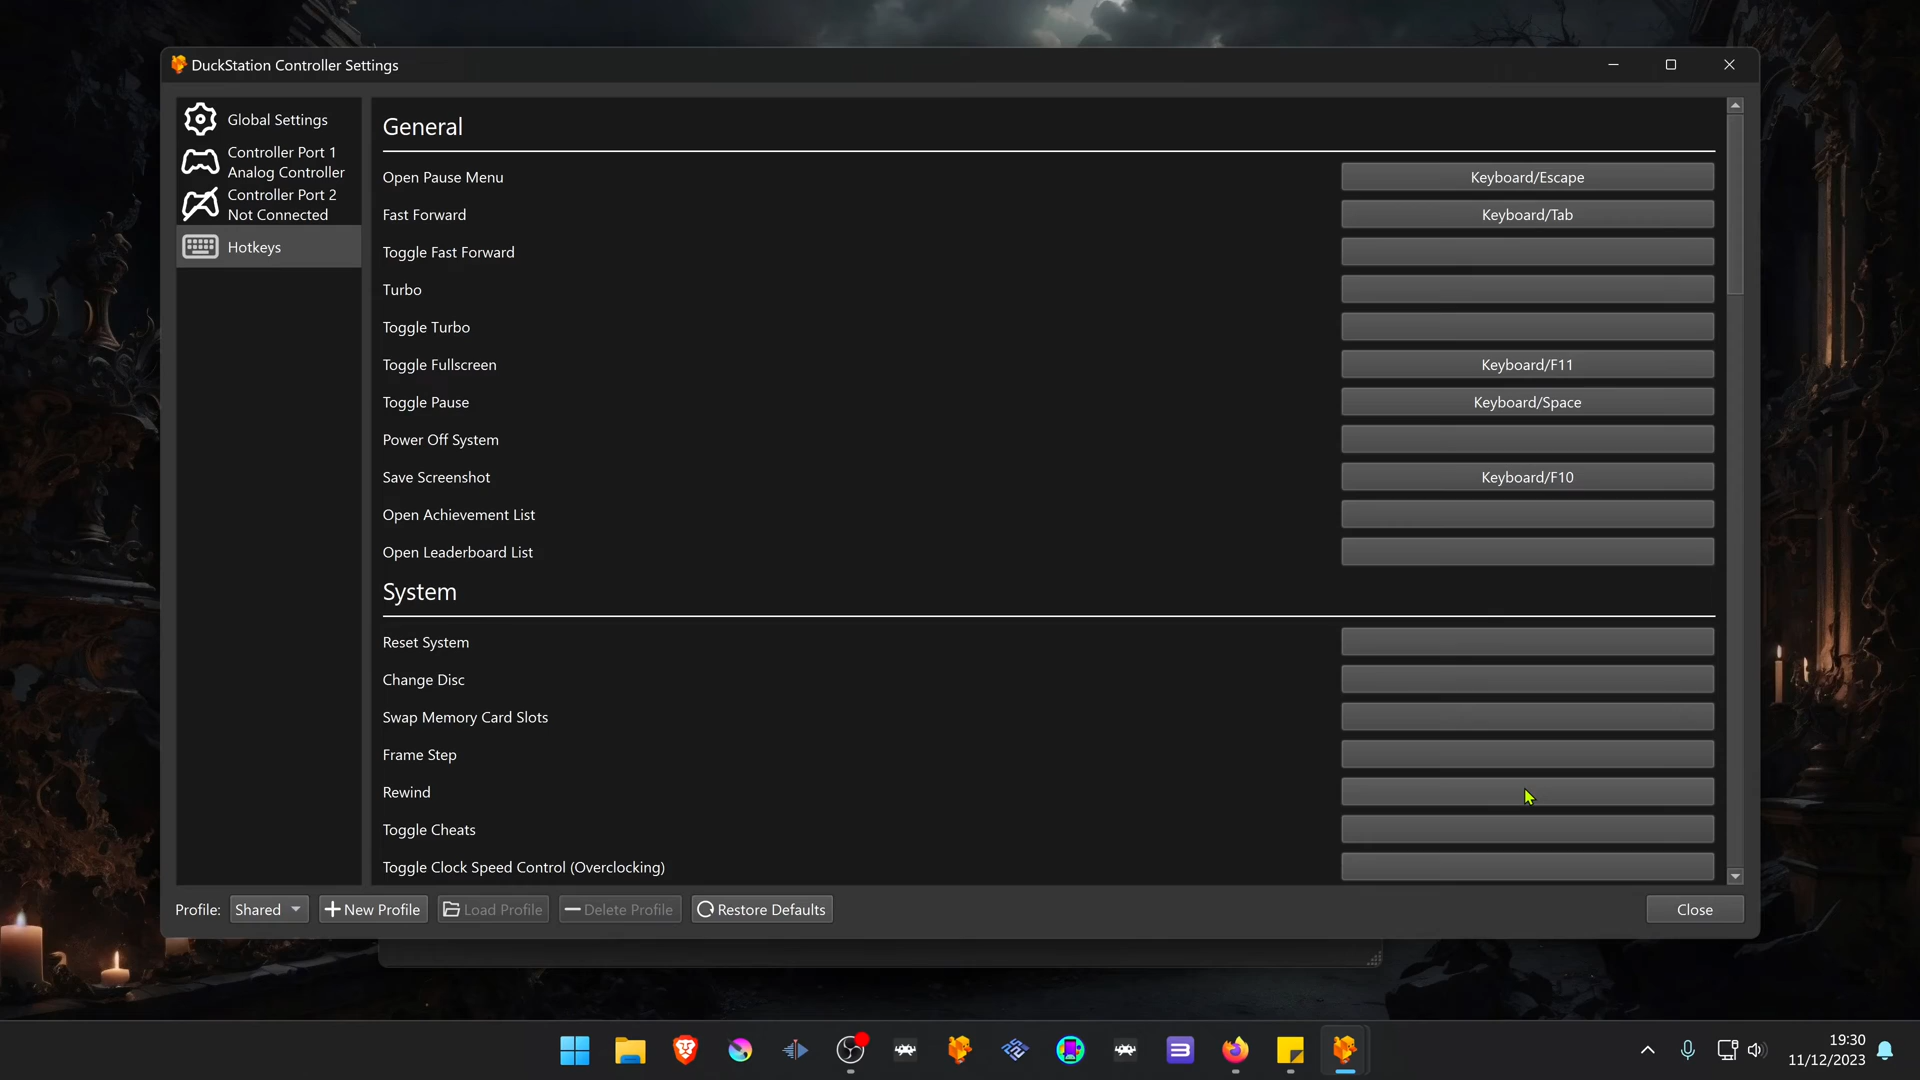 DuckStation Controller Settings
Global Settings
Controller Port 1
Analog Controller
Controller Port 2
Not Connected
Hotkeys
General
Open Pause Menu
Keyboard/Escape
Fast Forward
Keyboard/Tab
Toggle Fast Forward
Turbo
Toggle Turbo
Toggle Fullscreen
Keyboard/F11
Toggle Pause
Keyboard/Space
Power Off System
Save Screenshot
Keyboard/F10
Open Achievement List
Open Leaderboard List
System
Reset System
Change Disc
Swap Memory Card Slots
Frame Step
Rewind
Toggle Cheats
Toggle Clock Speed Control (Overclocking)
Profile: Shared New Profile Load Profile Delete Profile Restore Defaults Close
19:30
11/12/2023